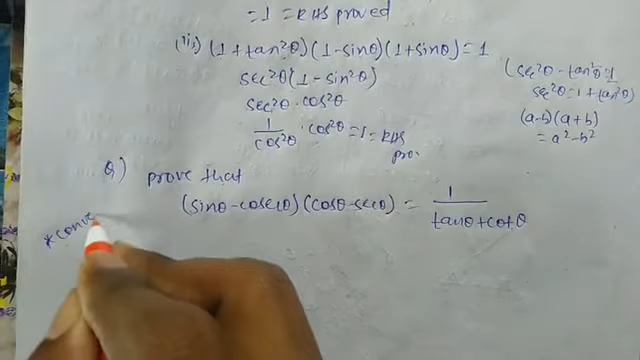 = 1 = RHS proved
(iii) (1+tan²θ)(1-sinθ)(1+sinθ)=1
sec²θ(1-sin²θ)
sec²θ · cos²θ
1/cos²θ · cos²θ = 1 = RHS
pro.
(sec²θ - tan²θ=1
sec²θ = 1+tan²θ)
(a-b)(a+b)
= a²-b²
Q) prove that
(sinθ-cosecθ)(cosθ-secθ) = 1/tanθ+cotθ
*conve